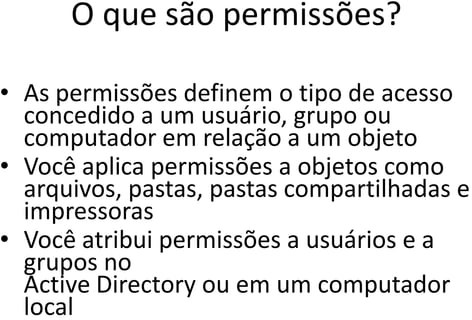 O que são permissões?
• As permissões definem o tipo de acesso
concedido a um usuário, grupo ou
computador em relação a um objeto
• Você aplica permissões a objetos como
arquivos, pastas, pastas compartilhadas e
impressoras
• Você atribui permissões a usuários e a
grupos no
Active Directory ou em um computador
local